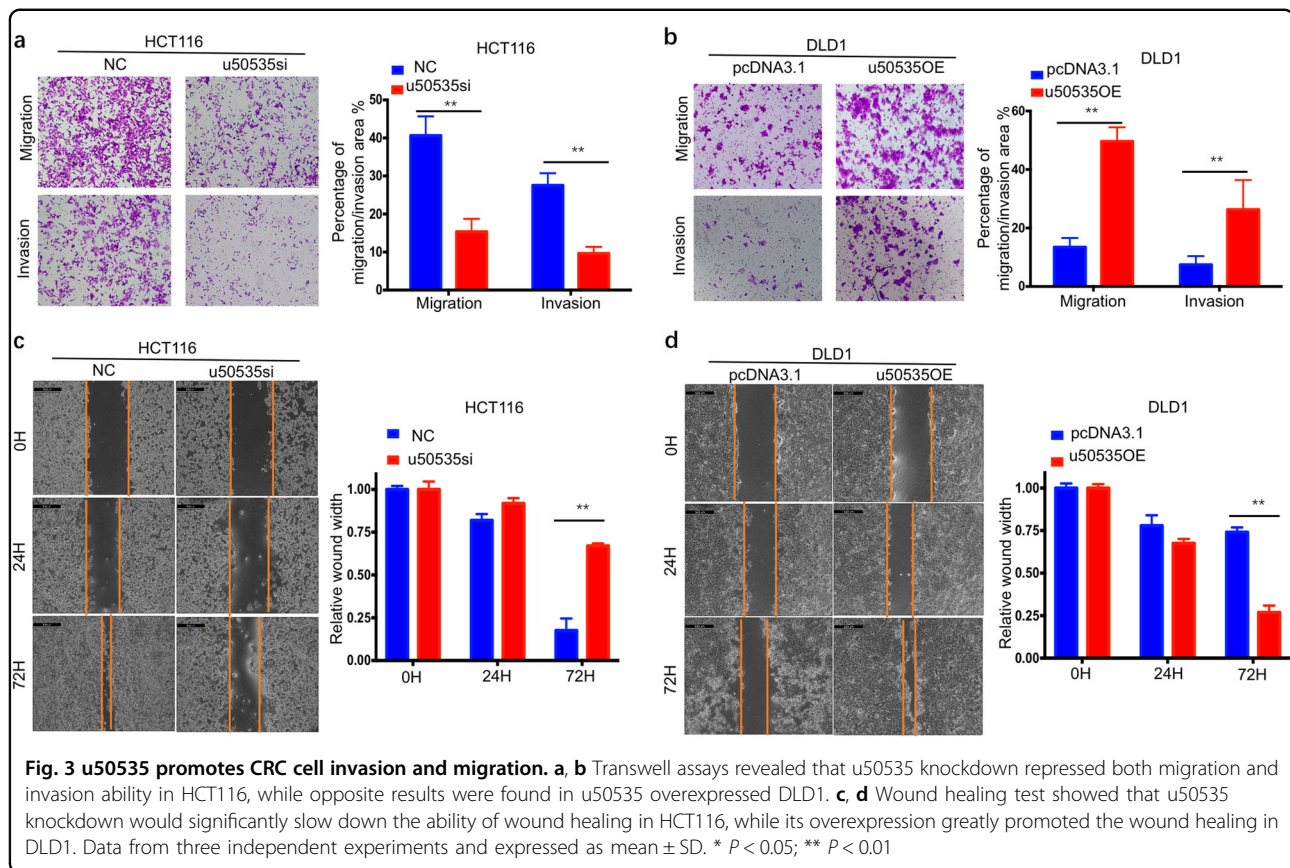 a
HCT116
NC u50535si
Migration
Invasion
HCT116
NC
u50535si
Percentage of
migration/invasion area %
50
40
30
20
10
0
**
**
Migration Invasion
b
DLD1
pcDNA3.1 u50535OE
Migration
Invasion
DLD1
pcDNA3.1
u50535OE
Percentage of
migration/invasion area %
60
40
20
0
**
**
Migration Invasion
c
HCT116
NC u50535si
0H
24H
72H
HCT116
NC
u50535si
Relative wound width
1.00
0.75
0.50
0.25
0.00
**
0H 24H 72H
d
DLD1
pcDNA3.1 u50535OE
0H
24H
72H
DLD1
pcDNA3.1
u50535OE
Relative wound width
1.00
0.75
0.50
0.25
0.00
**
0H 24H 72H
Fig. 3 u50535 promotes CRC cell invasion and migration. a, b Transwell assays revealed that u50535 knockdown repressed both migration and
invasion ability in HCT116, while opposite results were found in u50535 overexpressed DLD1. c, d Wound healing test showed that u50535
knockdown would significantly slow down the ability of wound healing in HCT116, while its overexpression greatly promoted the wound healing in
DLD1. Data from three independent experiments and expressed as mean ± SD. * P < 0.05; ** P < 0.01